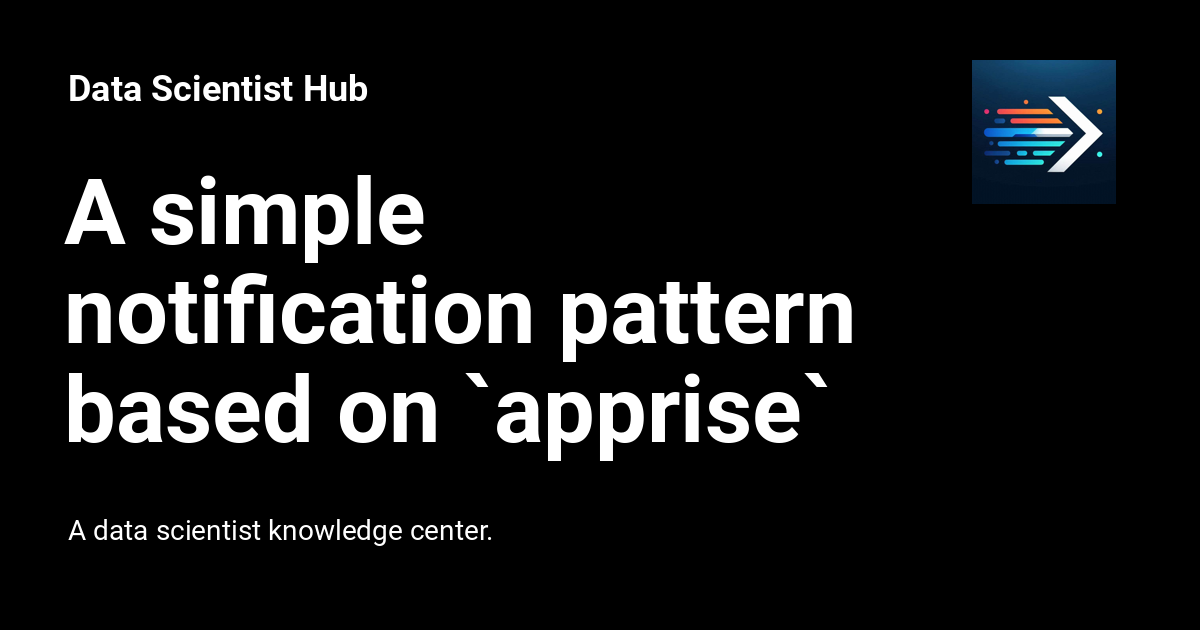 Data Scientist Hub
A simple
notification pattern
based on `apprise`
A data scientist knowledge center.